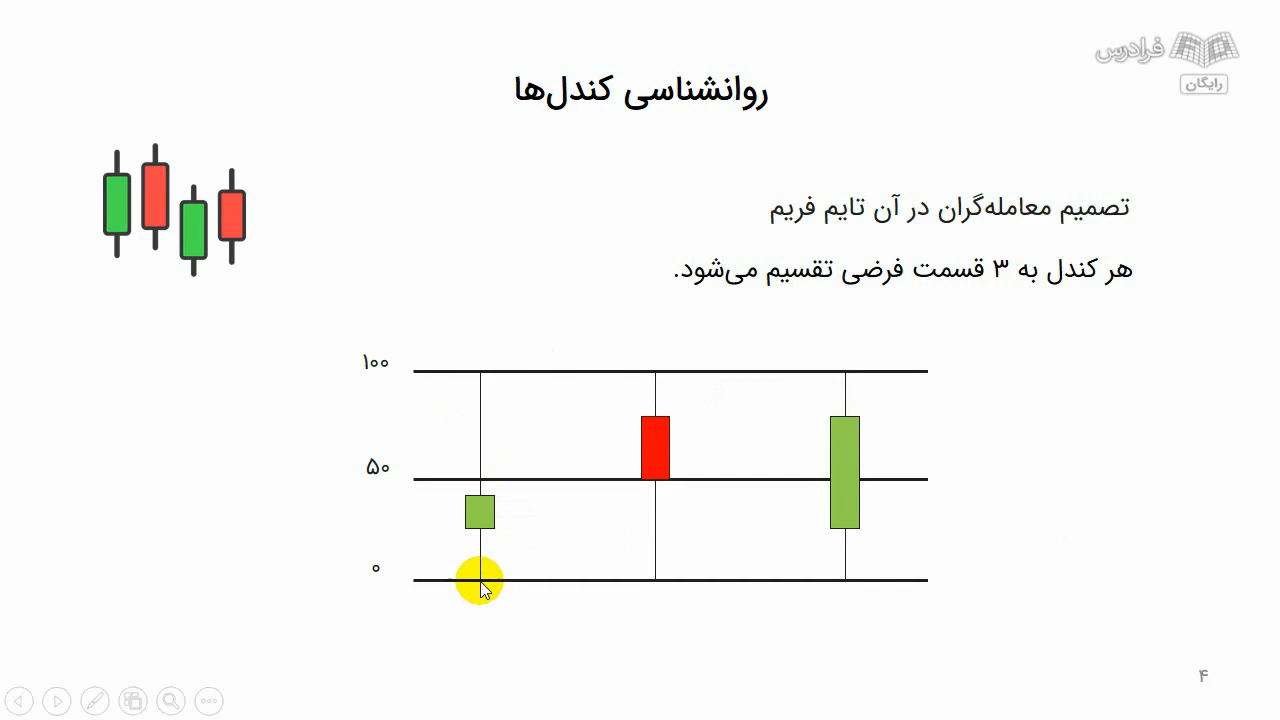 فرادرس
رایگان
روانشناسی کندل‌ها
تصمیم معامله‌گران در آن تایم فریم
هر کندل به ۳ قسمت فرضی تقسیم می‌شود.
۱۰۰
۵۰
۰
۴